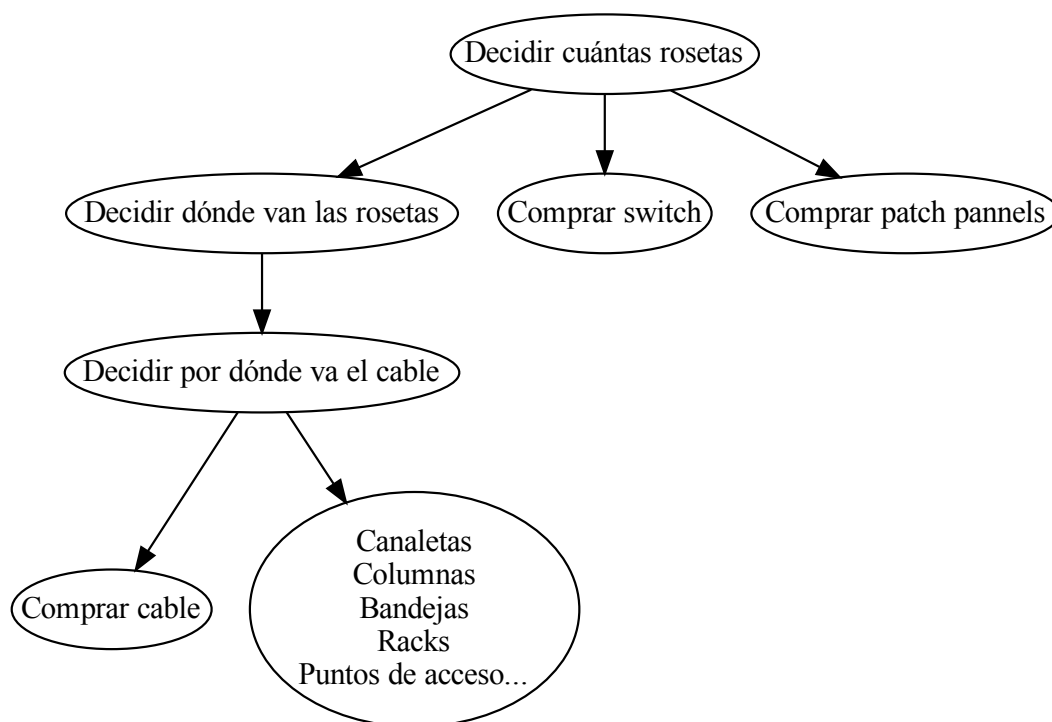 Decidir cuántas rosetas
Decidir dónde van las rosetas
Comprar switch
Comprar patch pannels
Decidir por dónde va el cable
Comprar cable
Canaletas
Columnas
Bandejas
Racks
Puntos de acceso...